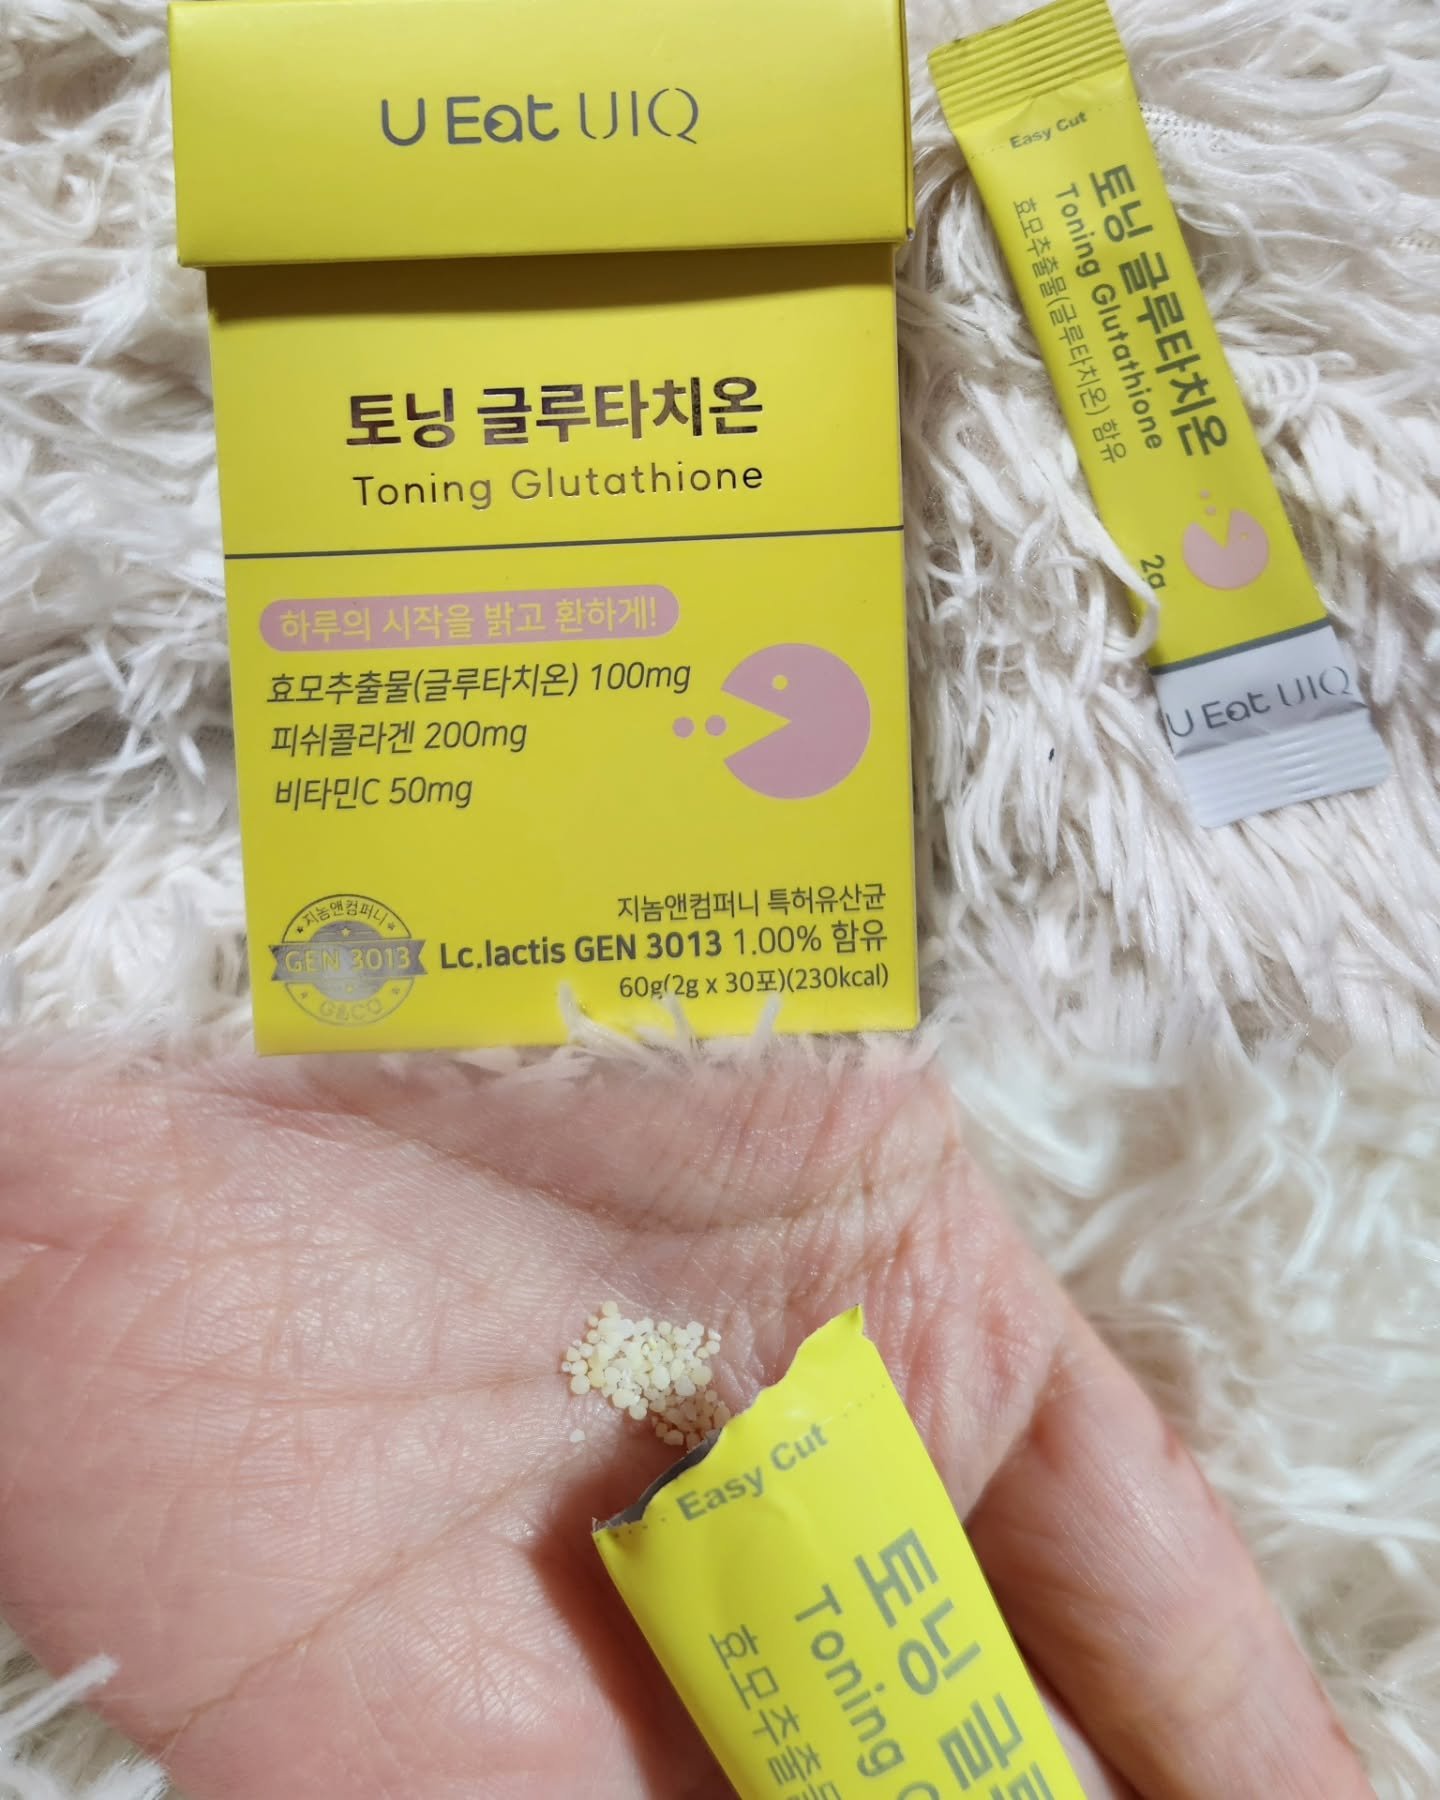 U Eat UIQ
토닝 글루타치온
Toning Glutathione
하루의 시작을 밝고 환하게!
효모추출물(글루타치온) 100mg
피쉬콜라겐 200mg
비타민C 50mg
지놈앤컴퍼니
GEN 3013
G&CO
지놈앤컴퍼니 특허유산균
Lc.lactis GEN 3013 1.00% 함유
60g(2g x 30포)(230kcal)
Easy Cut
토닝 글루타치온
Toning Glutathione
효모추출물(글루타치온) 함유
2g
U Eat UIQ
Easy Cut
토닝 글루
Toning G
효모추출물